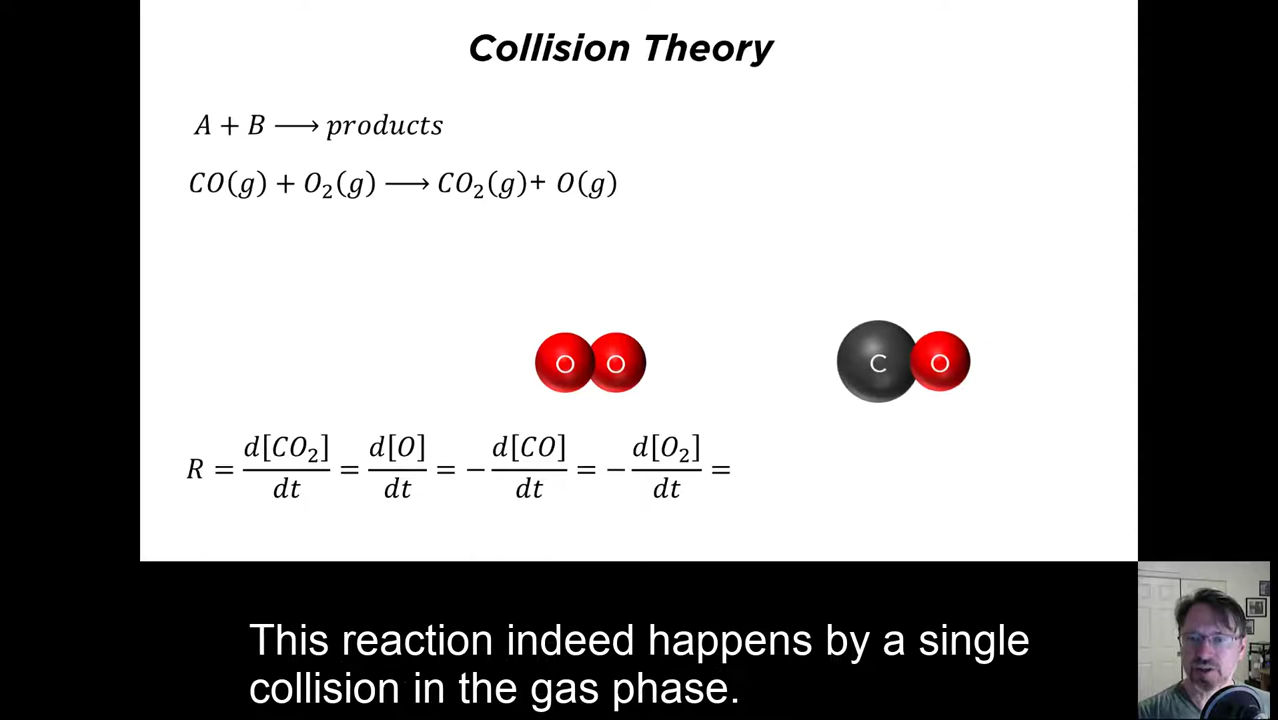 Collision Theory
A + B ⟶ products
CO(g) + O₂(g) ⟶ CO₂(g)+ O(g)
O O C O
R = d[CO₂]/dt = d[O]/dt = − d[CO]/dt = − d[O₂]/dt =
This reaction indeed happens by a single
collision in the gas phase.